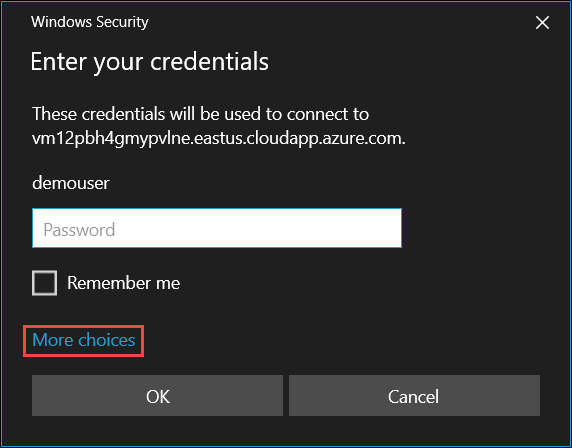 Windows Security
Enter your credentials
These credentials will be used to connect to
vm12pbh4gmypvlne.eastus.cloudapp.azure.com.
demouser
Password
Remember me
More choices
OK
Cancel